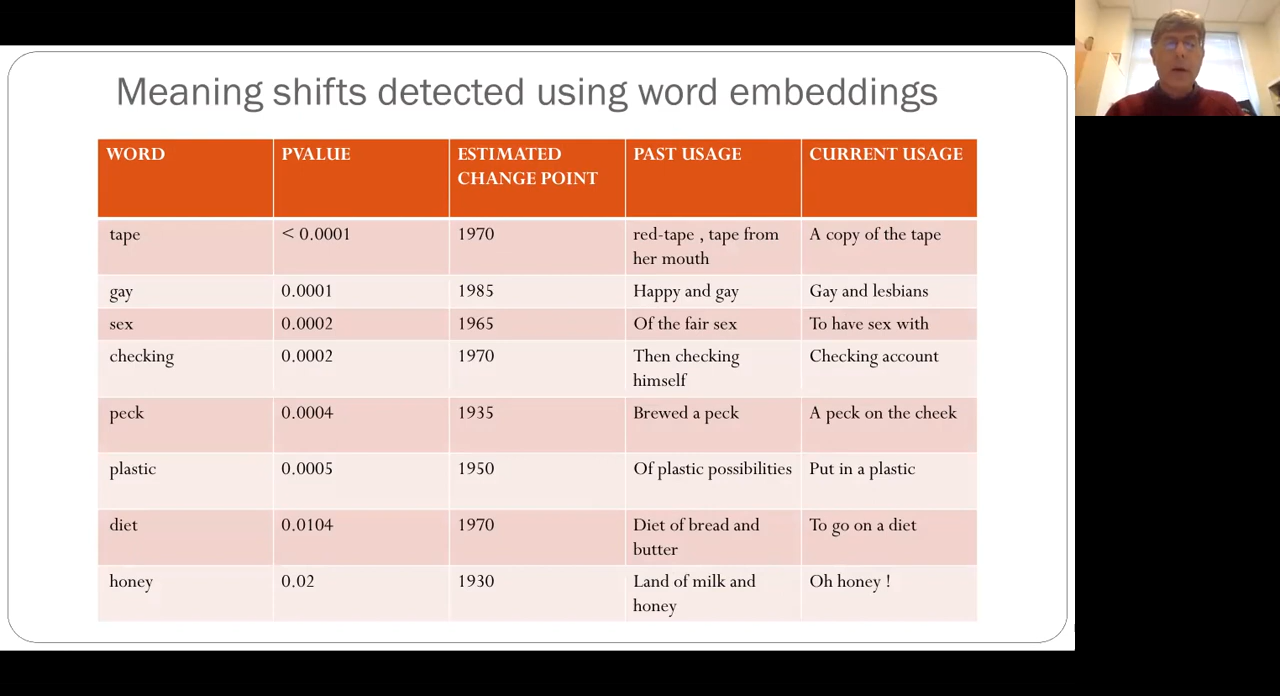 Meaning shifts detected using word embeddings
WORD PVALUE ESTIMATED CHANGE POINT PAST USAGE CURRENT USAGE
tape < 0.0001 1970 red-tape , tape from her mouth A copy of the tape
gay 0.0001 1985 Happy and gay Gay and lesbians
sex 0.0002 1965 Of the fair sex To have sex with
checking 0.0002 1970 Then checking himself Checking account
peck 0.0004 1935 Brewed a peck A peck on the cheek
plastic 0.0005 1950 Of plastic possibilities Put in a plastic
diet 0.0104 1970 Diet of bread and butter To go on a diet
honey 0.02 1930 Land of milk and honey Oh honey !